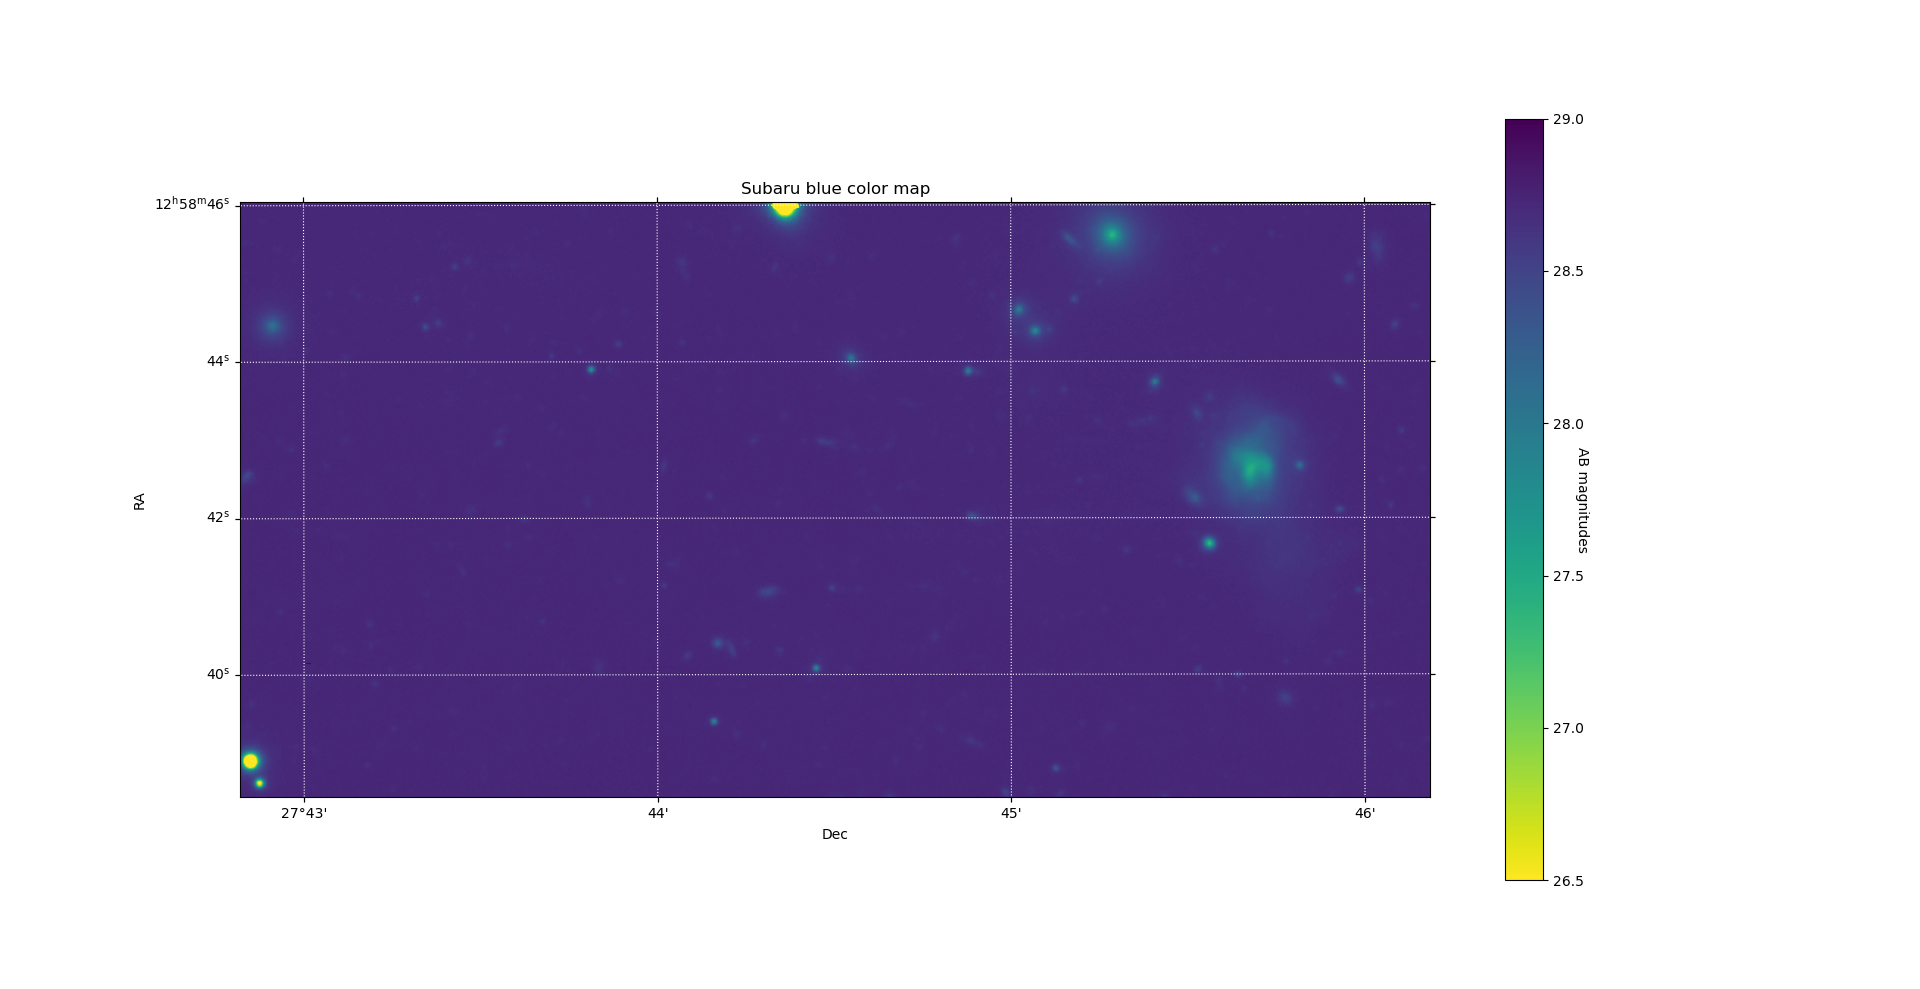 Subaru blue color map
12h58m46s
44s
42s
40s
RA
27°43'
44'
45'
46'
Dec
29.0
28.5
28.0
27.5
27.0
26.5
AB magnitudes